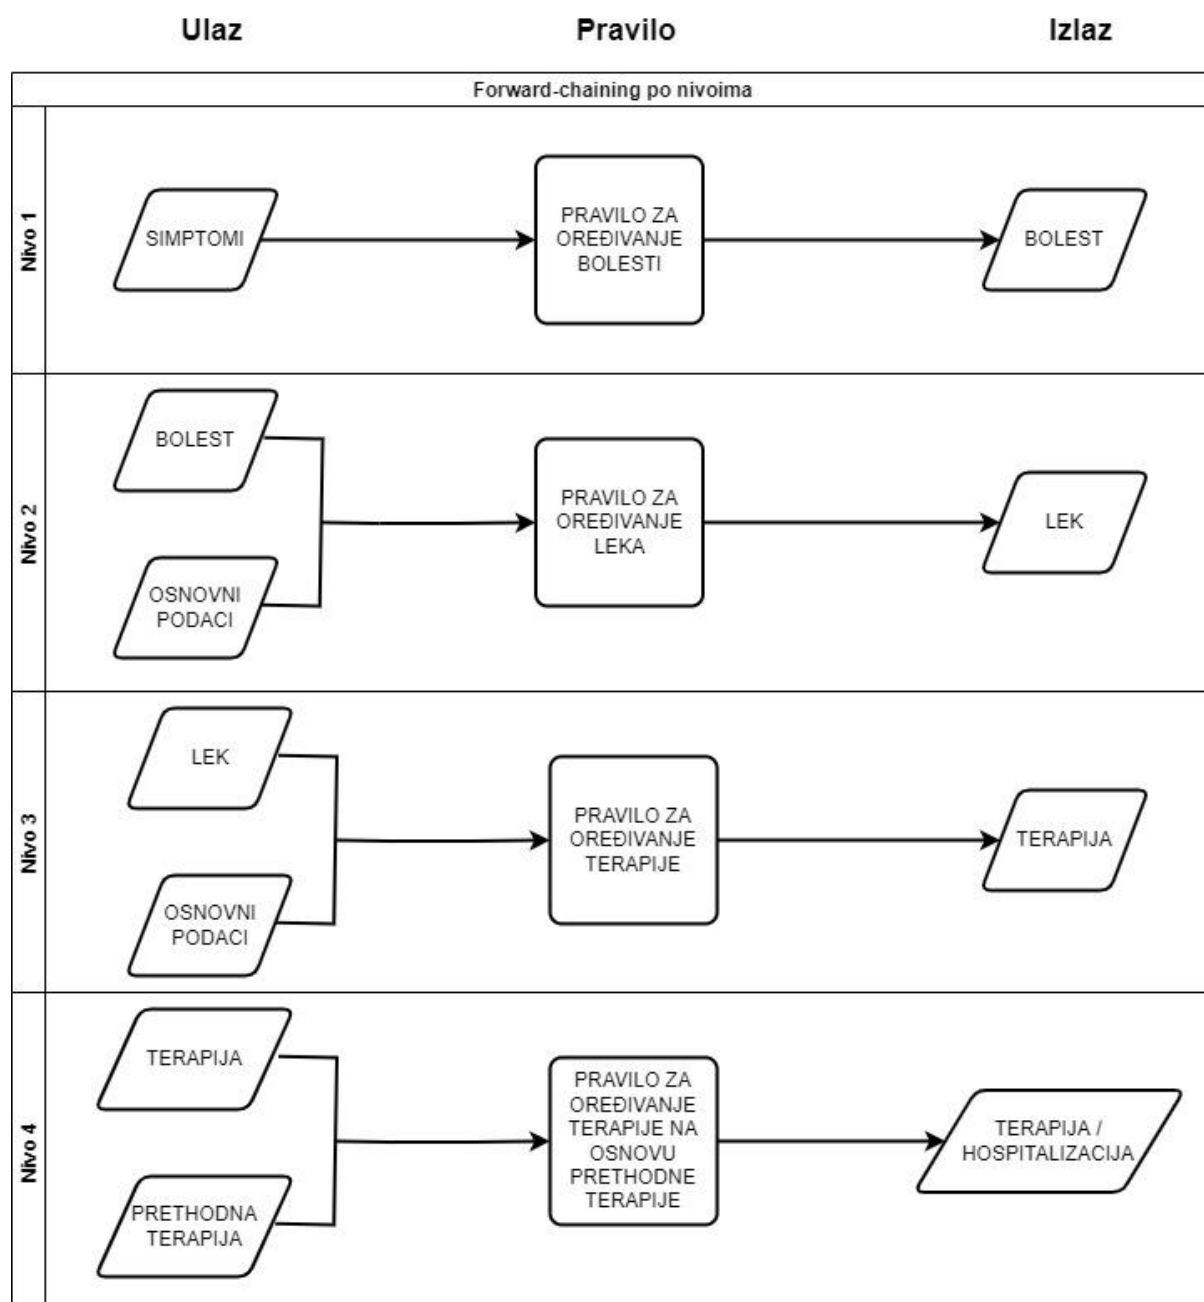 Ulaz
Pravilo
Izlaz
Forward-chaining po nivoima
Nivo 1
SIMPTOMI
PRAVILO ZA
OREĐIVANJE
BOLESTI
BOLEST
Nivo 2
BOLEST
OSNOVNI
PODACI
PRAVILO ZA
OREĐIVANJE
LEKA
LEK
Nivo 3
LEK
OSNOVNI
PODACI
PRAVILO ZA
OREĐIVANJE
TERAPIJE
TERAPIJA
Nivo 4
TERAPIJA
PRETHODNA
TERAPIJA
PRAVILO ZA
OREĐIVANJE
TERAPIJE NA
OSNOVU
PRETHODNE
TERAPIJE
TERAPIJA /
HOSPITALIZACIJA